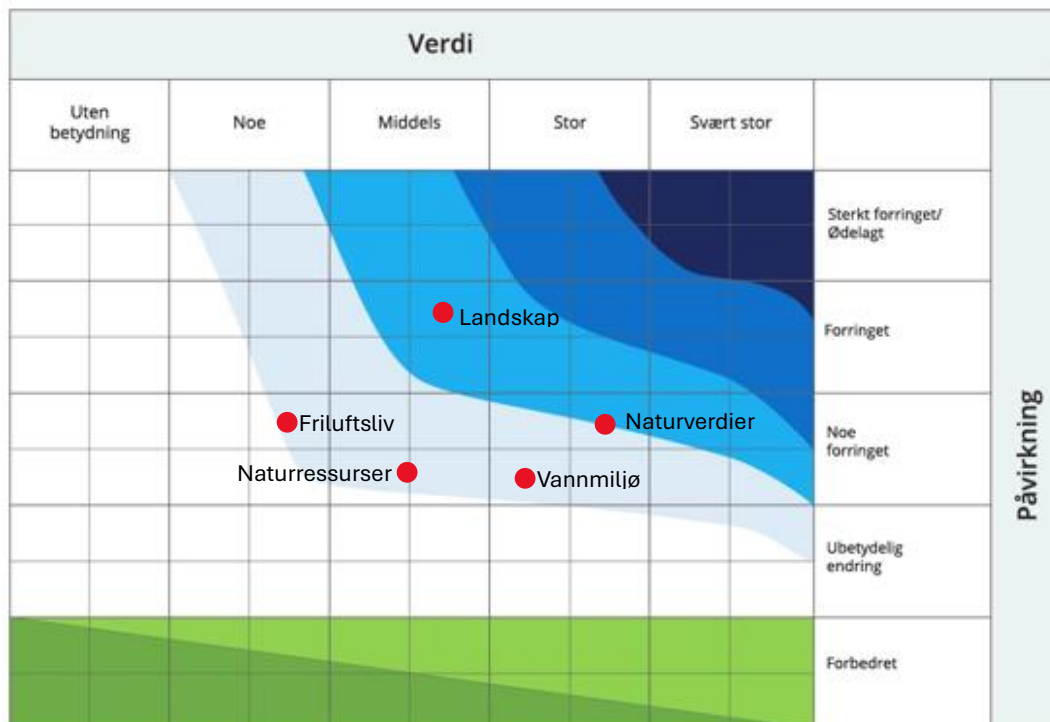 Verdi
Uten
betydning
Noe
Middels
Stor
Svært stor
Sterkt forringet/
Ødelagt
Landskap
Forringet
Friluftsliv
Naturverdier
Noe
forringet
Naturressurser
Vannmiljø
Påvirkning
Ubetydelig
endring
Forbedret